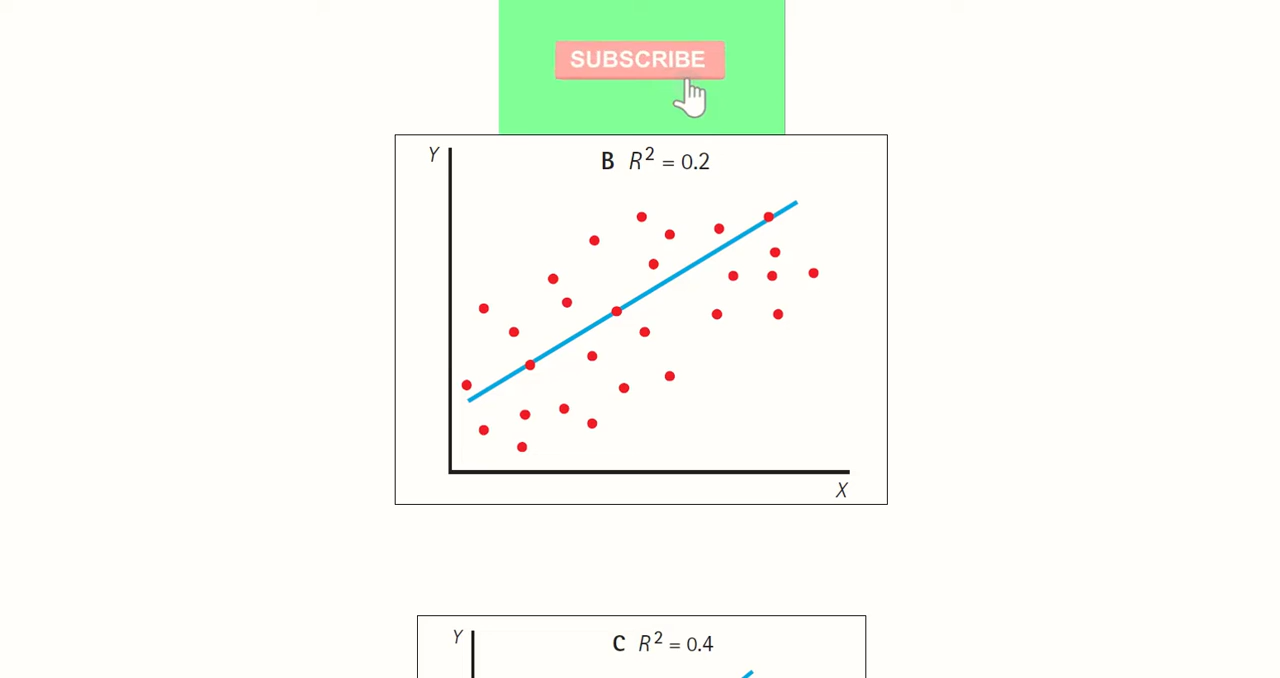 SUBSCRIBE
Y
B R² = 0.2
X
Y
C R² = 0.4